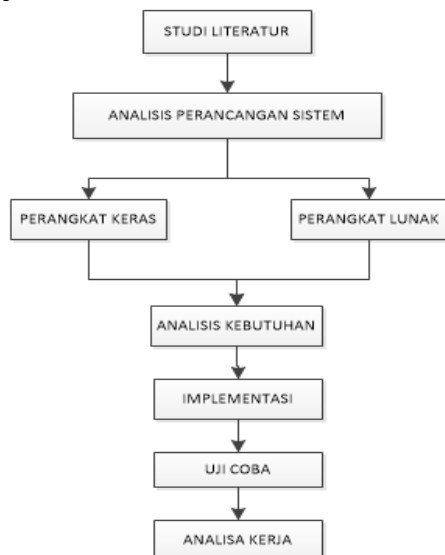 STUDI LITERATUR
ANALISIS PERANCANGAN SISTEM
PERANGKAT KERAS
PERANGKAT LUNAK
ANALISIS KEBUTUHAN
IMPLEMENTASI
UJI COBA
ANALISA KERJA